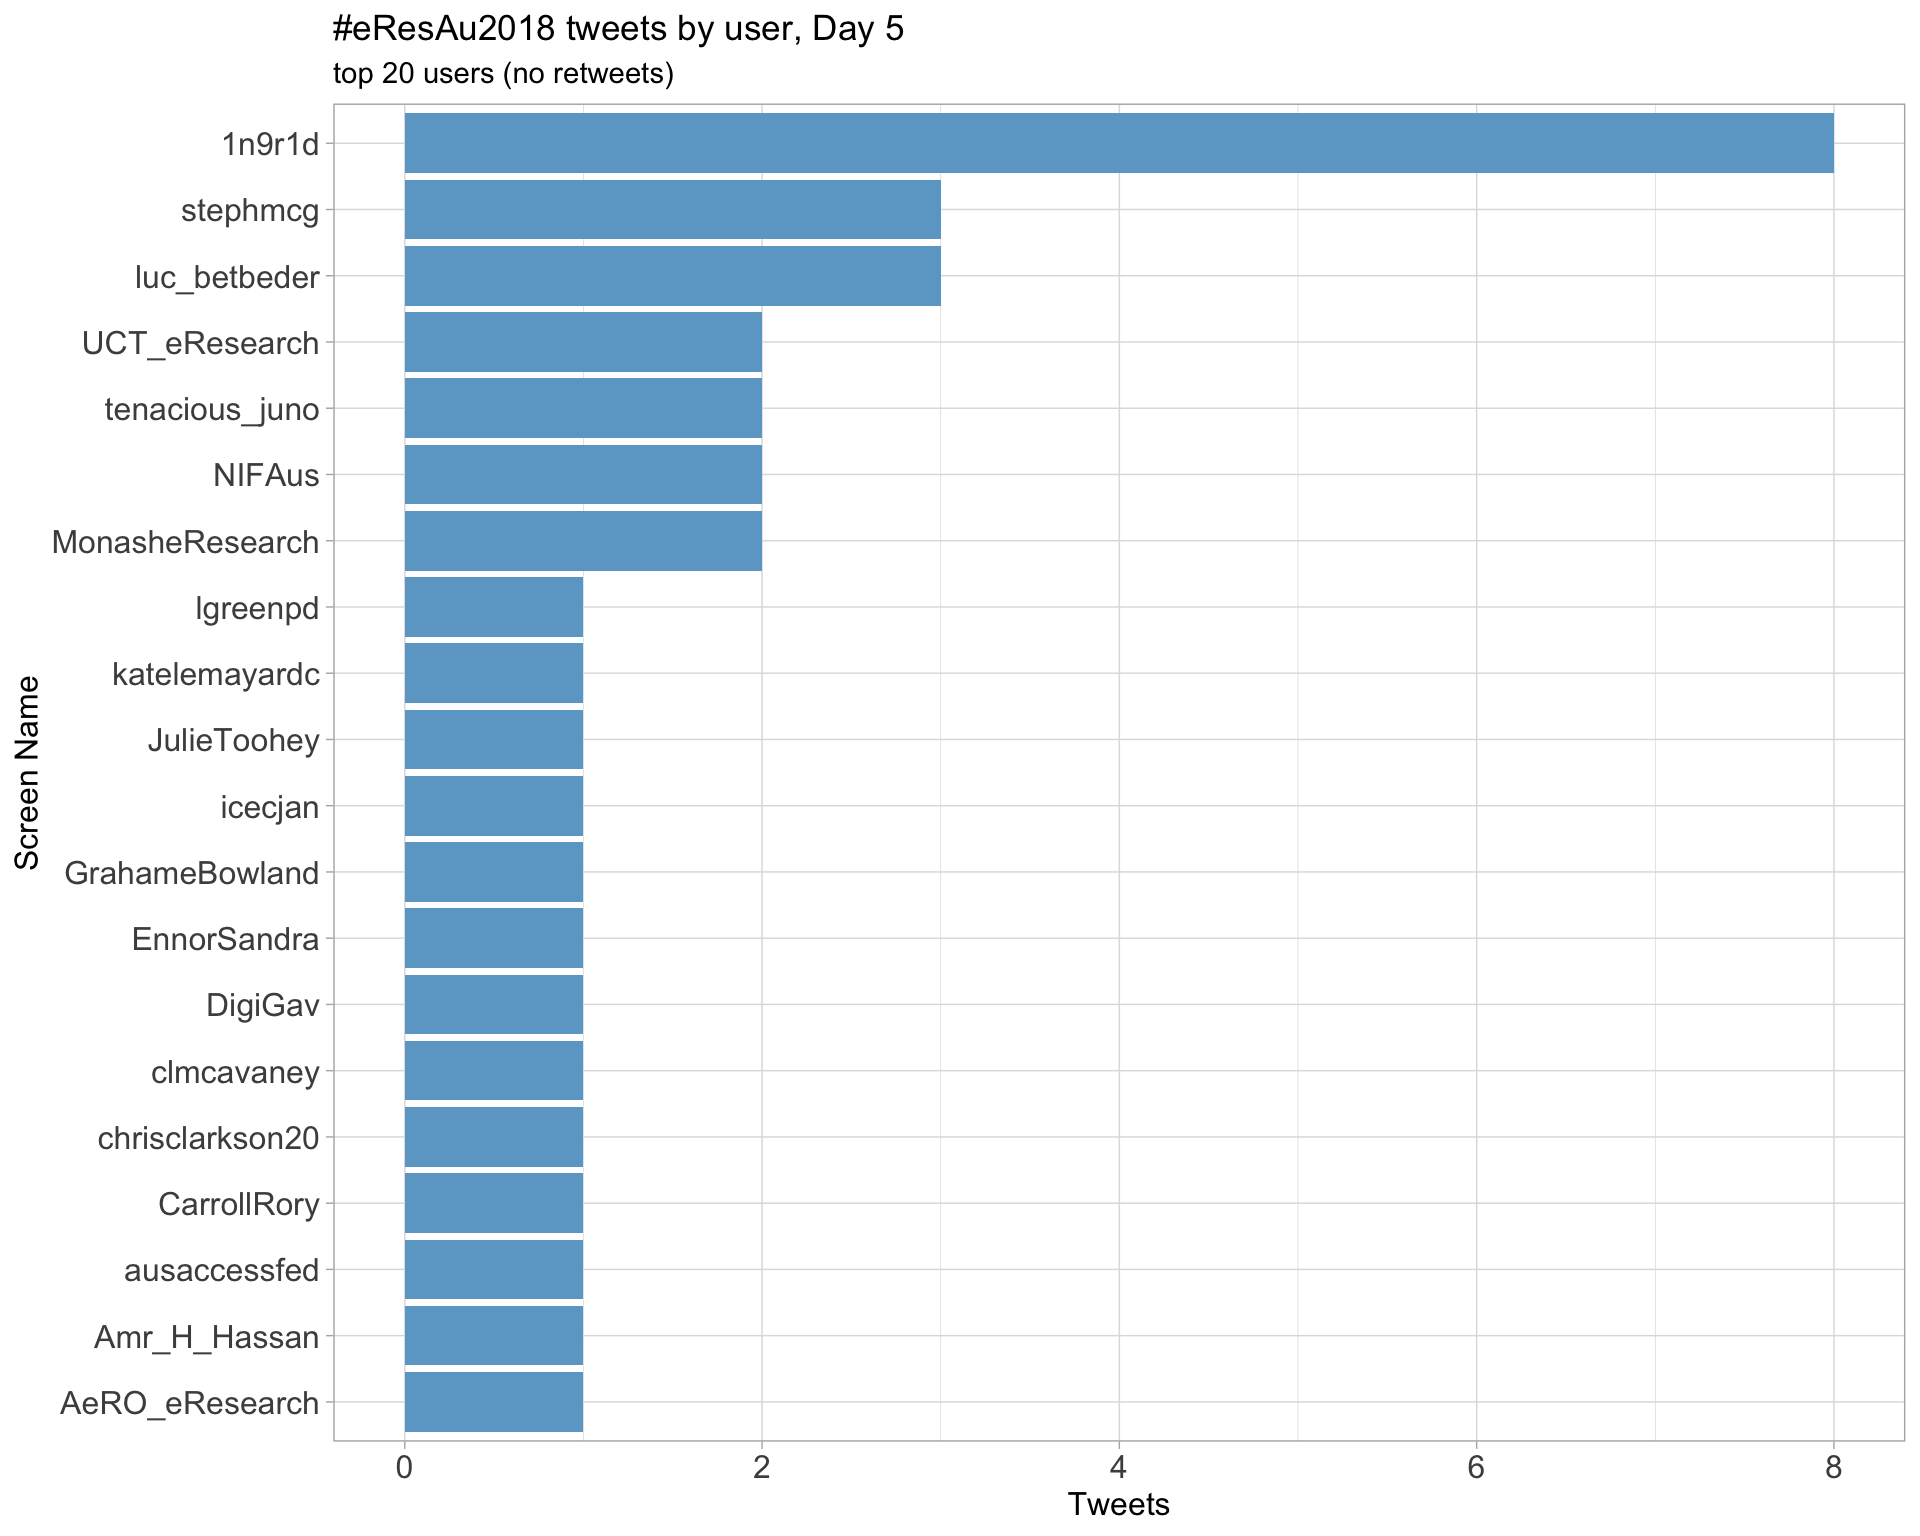 #eResAu2018 tweets by user, Day 5
top 20 users (no retweets)
1n9r1d
stephmcg
luc_betbeder
UCT_eResearch
tenacious_juno
NIFAus
MonasheResearch
lgreenpd
katelemayardc
JulieToohey
icecjan
GrahameBowland
EnnorSandra
DigiGav
clmcavaney
chrisclarkson20
CarrollRory
ausaccessfed
Amr_H_Hassan
AeRO_eResearch
Screen Name
0 2 4 6 8
Tweets